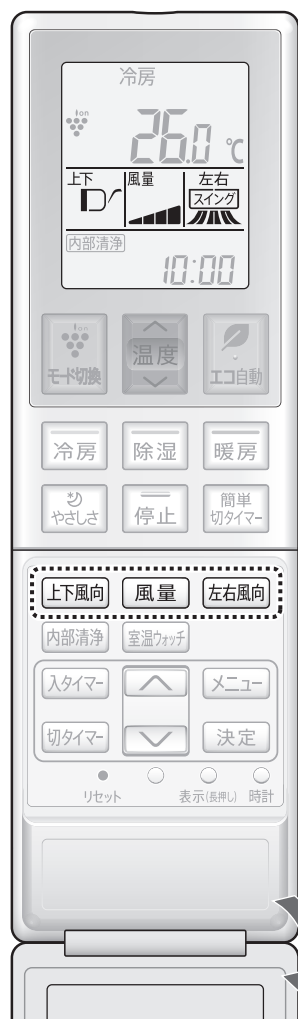 冷房
Ion
26.0 ℃
上下 風量 左右
スイング
内部清浄
10:00
Ion
モード切換 温度 エコ自動
冷房 除湿 暖房
やさしさ 停止 簡単
切タイマー
上下風向 風量 左右風向
内部清浄 室温ウォッチ
入タイマー メニュー
切タイマー 決定
リセット 表示(長押し) 時計